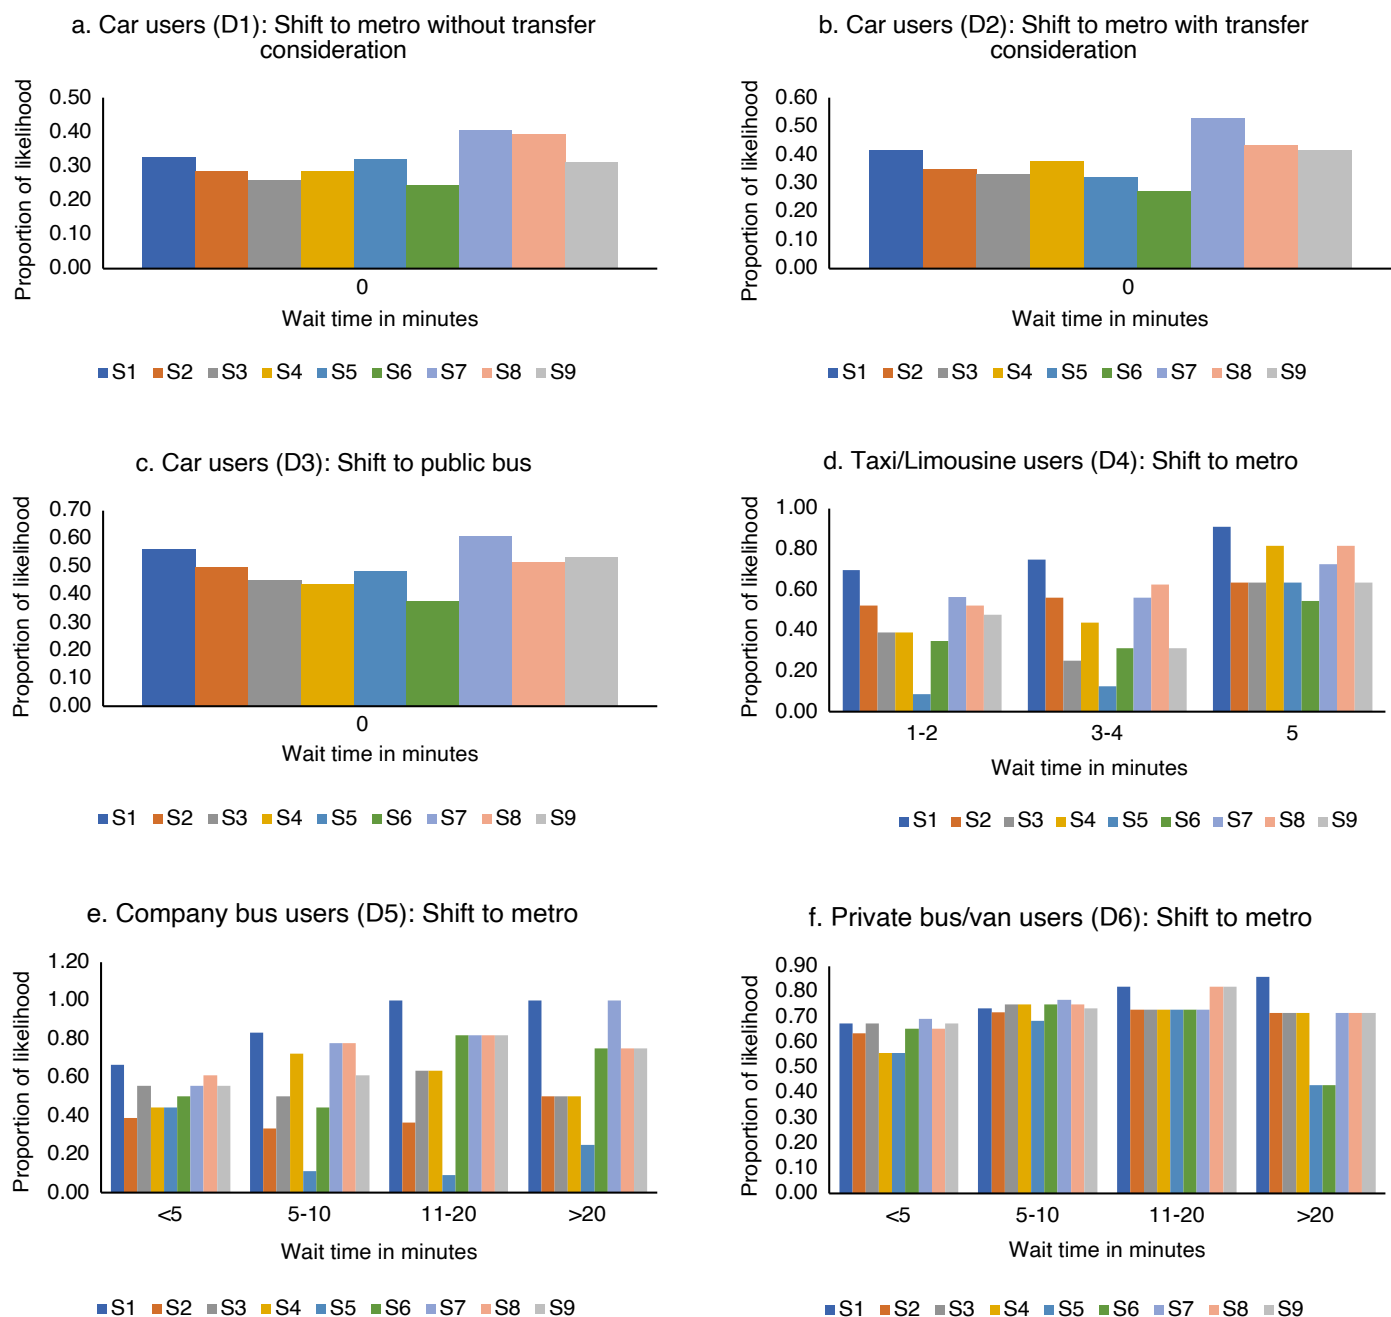 a. Car users (D1): Shift to metro without transfer
consideration
Proportion of likelihood
0.50
0.40
0.30
0.20
0.10
0.00
0
Wait time in minutes
S1 S2 S3 S4 S5 S6 S7 S8 S9
b. Car users (D2): Shift to metro with transfer
consideration
Proportion of likelihood
0.60
0.50
0.40
0.30
0.20
0.10
0.00
0
Wait time in minutes
S1 S2 S3 S4 S5 S6 S7 S8 S9
c. Car users (D3): Shift to public bus
Proportion of likelihood
0.70
0.60
0.50
0.40
0.30
0.20
0.10
0.00
0
Wait time in minutes
S1 S2 S3 S4 S5 S6 S7 S8 S9
d. Taxi/Limousine users (D4): Shift to metro
Proportion of likelihood
1.00
0.80
0.60
0.40
0.20
0.00
1-2 3-4 5
Wait time in minutes
S1 S2 S3 S4 S5 S6 S7 S8 S9
e. Company bus users (D5): Shift to metro
Proportion of likelihood
1.20
1.00
0.80
0.60
0.40
0.20
0.00
<5 5-10 11-20 >20
Wait time in minutes
S1 S2 S3 S4 S5 S6 S7 S8 S9
f. Private bus/van users (D6): Shift to metro
Proportion of likelihood
0.90
0.80
0.70
0.60
0.50
0.40
0.30
0.20
0.10
0.00
<5 5-10 11-20 >20
Wait time in minutes
S1 S2 S3 S4 S5 S6 S7 S8 S9